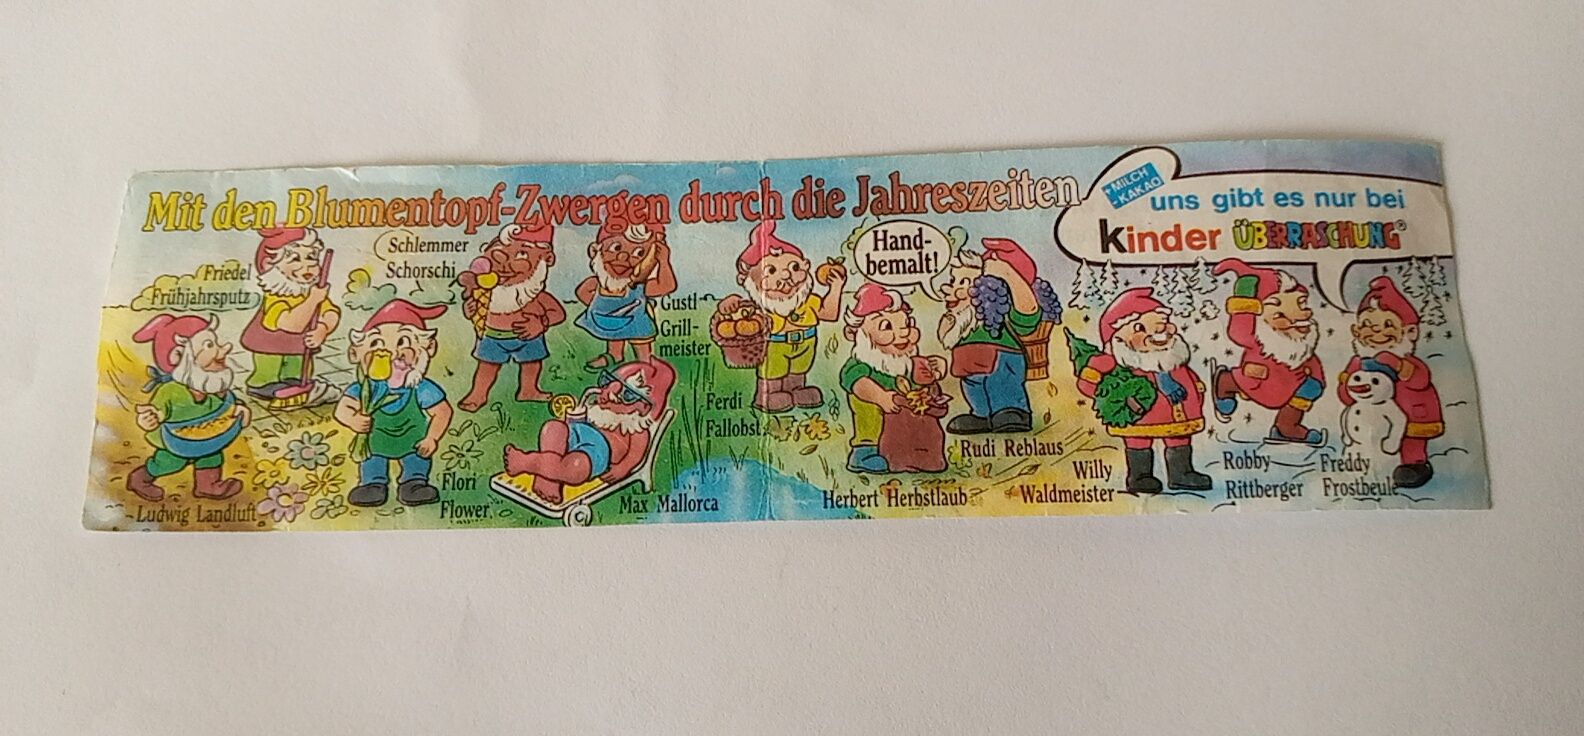 Mit den Blumentopf-Zwergen durch die Jahreszeiten
+MILCH
KAKAO
uns gibt es nur bei
kinder ÜBERRASCHUNG®
Friedel
Frühjahrsputz
Schlemmer
Schorschi
Gustl
Grill-
meister
Hand-
bemalt!
Ludwig Landluft
Flori
Flower
Max Mallorca
Ferdi
Fallobst
Herbert Herbstlaub
Rudi Reblaus
Willy
Waldmeister
Robby
Rittberger
Freddy
Frostbeule